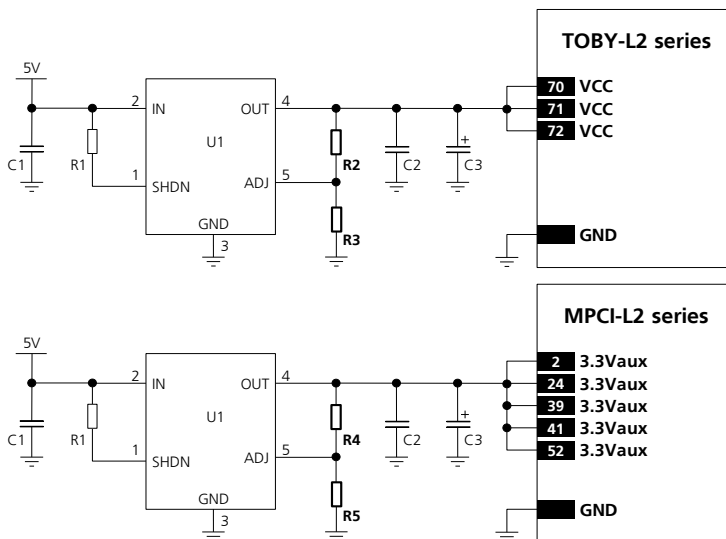 TOBY-L2 series
5V
2 IN OUT 4
70 VCC
71 VCC
72 VCC
U1
C1 R1 R2 C2 C3
+
1 SHDN ADJ 5
GND
3
R3
GND
MPCI-L2 series
5V
2 IN OUT 4
2 3.3Vaux
24 3.3Vaux
39 3.3Vaux
41 3.3Vaux
52 3.3Vaux
U1
C1 R1 R4 C2 C3
+
1 SHDN ADJ 5
GND
3
R5
GND